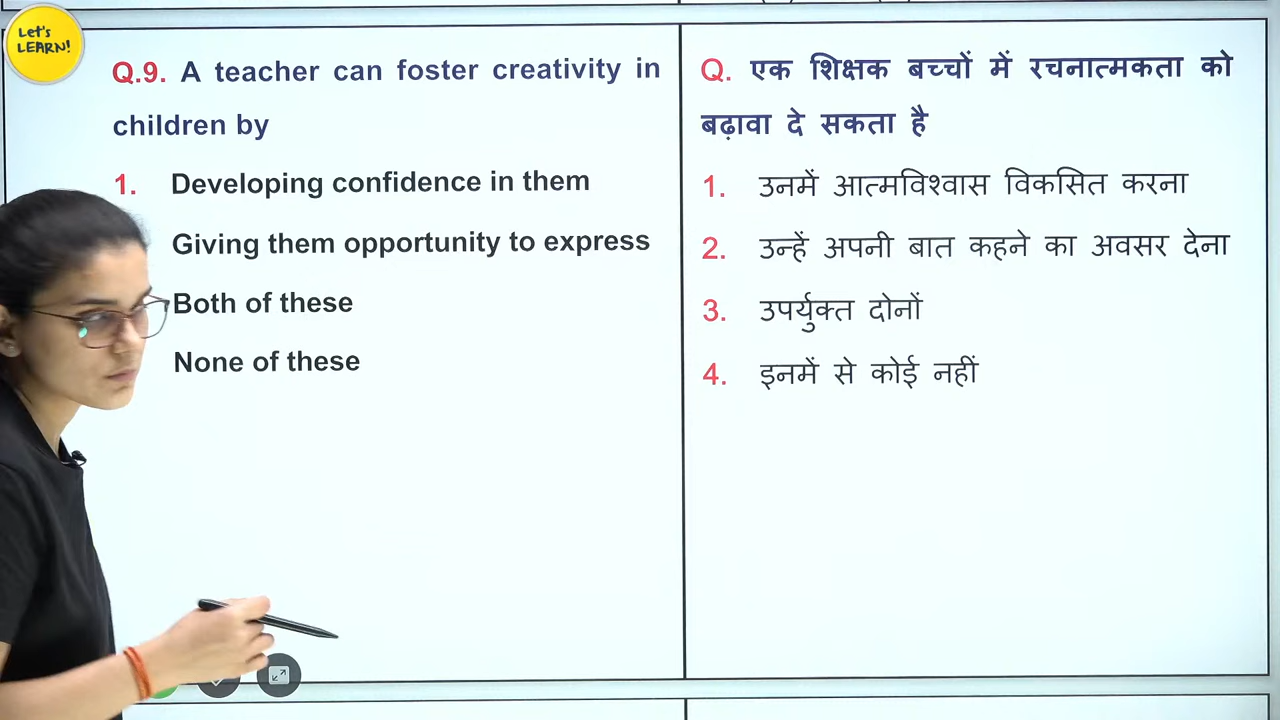 Let's
LEARN!
Q.9. A teacher can foster creativity in
children by
1. Developing confidence in them
Giving them opportunity to express
Both of these
None of these
Q. एक शिक्षक बच्चों में रचनात्मकता को
बढ़ावा दे सकता है
1. उनमें आत्मविश्वास विकसित करना
2. उन्हें अपनी बात कहने का अवसर देना
3. उपर्युक्त दोनों
4. इनमें से कोई नहीं